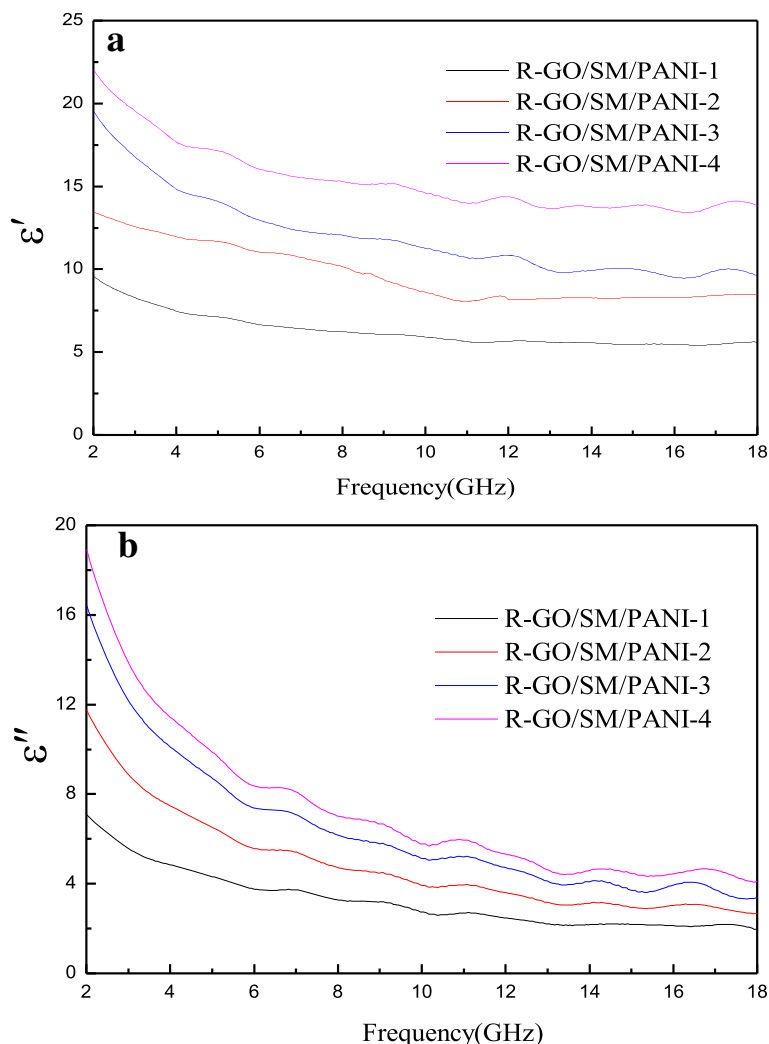 a
25
20
15
10
5
0
ε′
R-GO/SM/PANI-1
R-GO/SM/PANI-2
R-GO/SM/PANI-3
R-GO/SM/PANI-4
2 4 6 8 10 12 14 16 18
Frequency(GHz)
b
20
16
12
8
4
0
ε″
R-GO/SM/PANI-1
R-GO/SM/PANI-2
R-GO/SM/PANI-3
R-GO/SM/PANI-4
2 4 6 8 10 12 14 16 18
Frequency(GHz)